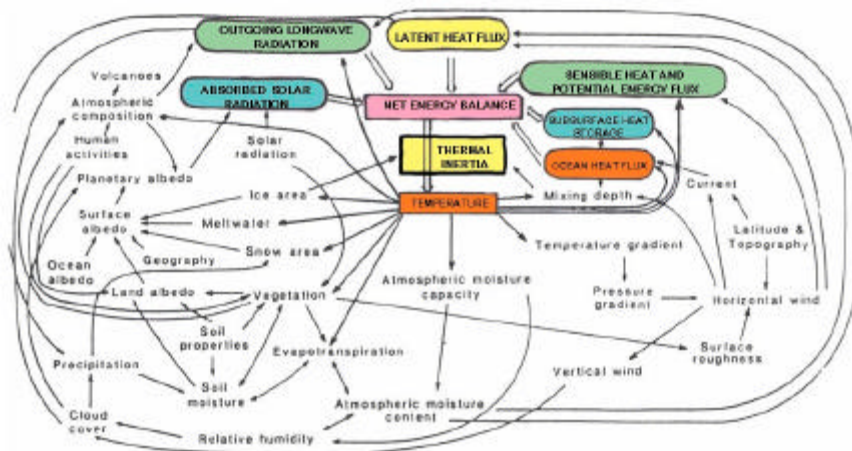 OUTGOING LONGWAVE
RADIATION
LATENT HEAT FLUX
SENSIBLE HEAT AND
POTENTIAL ENERGY FLUX
Volcanoes
ABSORBED SOLAR
RADIATION
NET ENERGY BALANCE
Atmospheric
composition
SUBSURFACE HEAT
STORAGE
Human
activities
Solar
radiation
THERMAL
INERTIA
OCEAN HEAT FLUX
Planetary albedo
Ice area
TEMPERATURE
Mixing depth
Current
Surface
albedo
Meltwater
Latitude &
Topography
Snow area
Temperature gradient
Ocean
albedo
Geography
Atmospheric moisture
capacity
Land albedo
Vegetation
Pressure
gradient
Horizontal wind
Soil
properties
Evapotranspiration
Surface
roughness
Precipitation
Vertical wind
Soil
moisture
Atmospheric moisture
content
Cloud
cover
Relative humidity